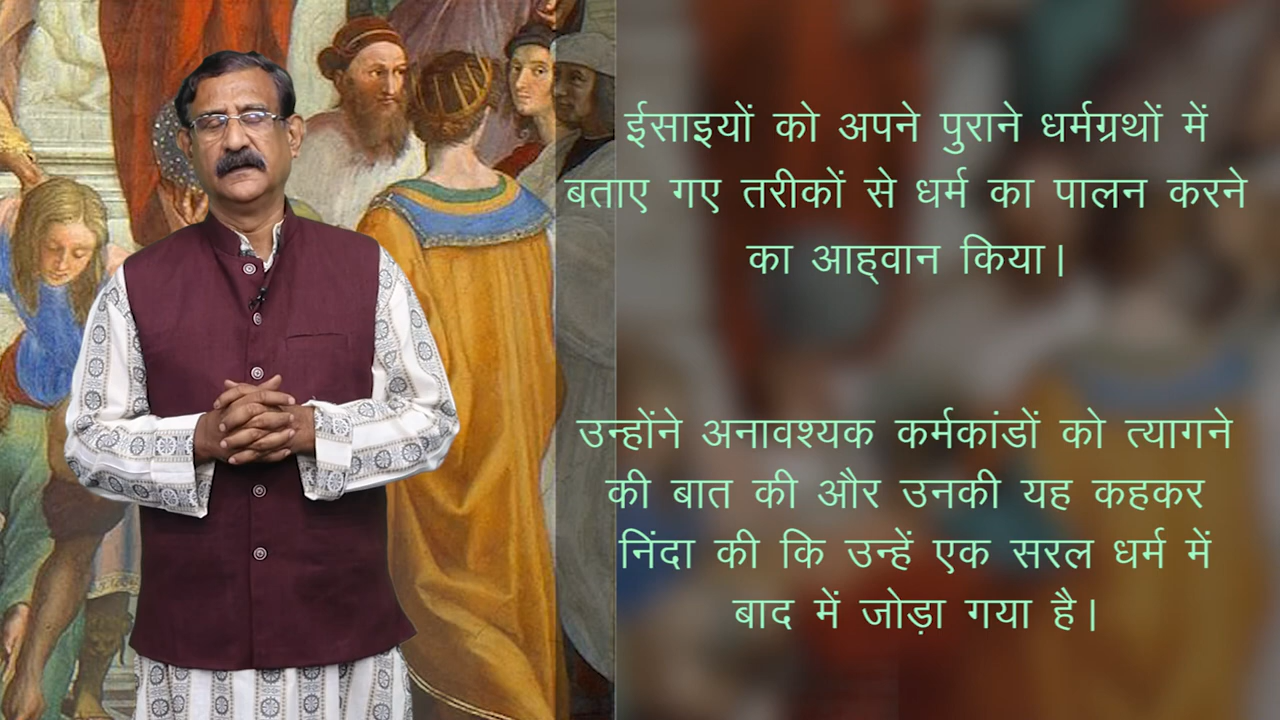 ईसाइयों को अपने पुराने धर्मग्रथों में
बताए गए तरीकों से धर्म का पालन करने
का आह्‌वान किया।
उन्होंने अनावश्यक कर्मकांडों को त्यागने
की बात की और उनकी यह कहकर
निंदा की कि उन्हें एक सरल धर्म में
बाद में जोड़ा गया है।